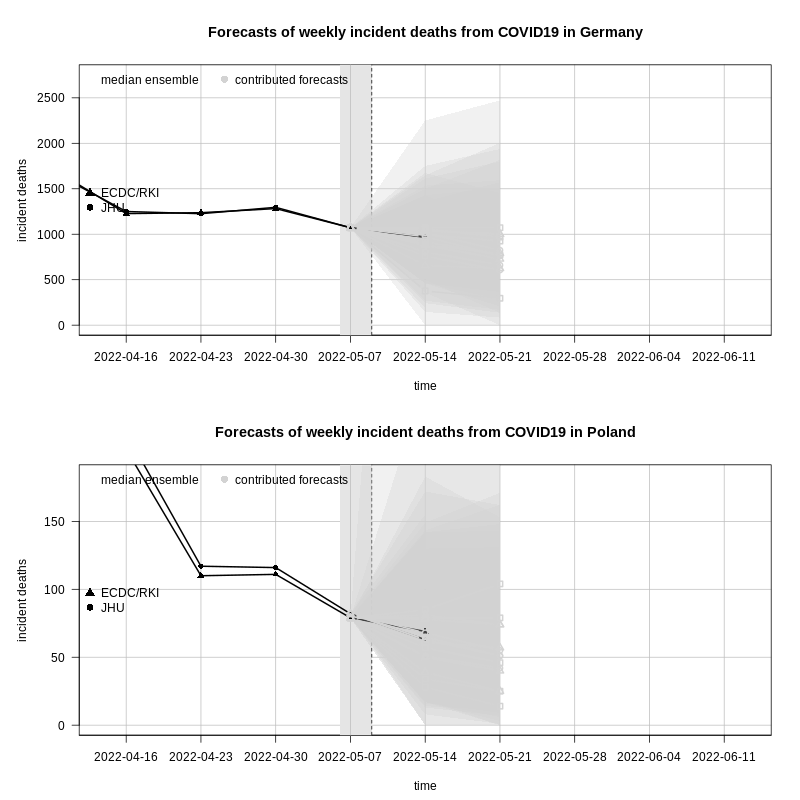 Forecasts of weekly incident deaths from COVID19 in Germany
median ensemble contributed forecasts
2500
2000
1500
1000
500
0
incident deaths
ECDC/RKI
JHU
2022-04-16 2022-04-23 2022-04-30 2022-05-07 2022-05-14 2022-05-21 2022-05-28 2022-06-04 2022-06-11
time
Forecasts of weekly incident deaths from COVID19 in Poland
median ensemble contributed forecasts
150
100
50
0
incident deaths
ECDC/RKI
JHU
2022-04-16 2022-04-23 2022-04-30 2022-05-07 2022-05-14 2022-05-21 2022-05-28 2022-06-04 2022-06-11
time